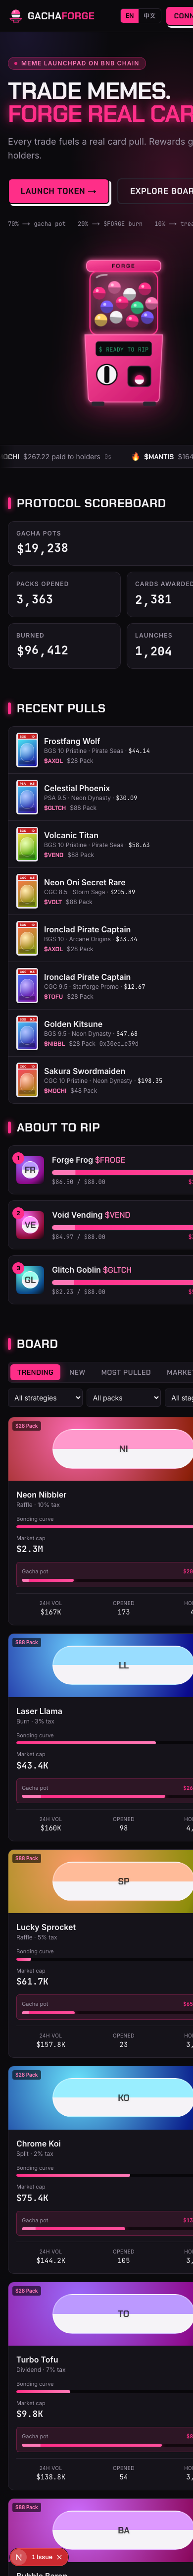 GACHAFORGE
EN 中文
CONN
MEME LAUNCHPAD ON BNB CHAIN
TRADE MEMES.
FORGE REAL CAR
Every trade fuels a real card pull. Rewards g
holders.
LAUNCH TOKEN →
EXPLORE BOAR
70% → gacha pot 20% → $FORGE burn 10% → trea
FORGE
$ READY TO RIP
OCHI $267.22 paid to holders 8s $MANTIS $164
PROTOCOL SCOREBOARD
GACHA POTS
$19,238
PACKS OPENED
3,363
CARDS AWARDED
2,381
BURNED
$96,412
LAUNCHES
1,204
RECENT PULLS
Frostfang Wolf
BGS 10 Pristine · Pirate Seas · $44.14
$AXOL $28 Pack
Celestial Phoenix
PSA 9.5 · Neon Dynasty · $30.09
$GLTCH $88 Pack
Volcanic Titan
BGS 10 Pristine · Pirate Seas · $58.63
$VEND $88 Pack
Neon Oni Secret Rare
CGC 8.5 · Storm Saga · $205.89
$VOLT $88 Pack
Ironclad Pirate Captain
BGS 10 · Arcane Origins · $33.34
$AXOL $28 Pack
Ironclad Pirate Captain
CGC 9.5 · Starforge Promo · $12.67
$TOFU $28 Pack
Golden Kitsune
BGS 9.5 · Neon Dynasty · $47.68
$NIBBL $28 Pack 0x30ee…e39d
Sakura Swordmaiden
CGC 10 Pristine · Neon Dynasty · $198.35
$MOCHI $48 Pack
ABOUT TO RIP
1
FR
Forge Frog $FROGE
$86.50 / $88.00
2
VE
Void Vending $VEND
$84.97 / $88.00
3
GL
Glitch Goblin $GLTCH
$82.23 / $88.00
BOARD
TRENDING NEW MOST PULLED MARKE
All strategies All packs All stag
$28 Pack
NI
Neon Nibbler
Raffle · 10% tax
Bonding curve
Market cap
$2.3M
Gacha pot
24H VOL OPENED HO
$167K 173
$88 Pack
LL
Laser Llama
Burn · 3% tax
Bonding curve
Market cap
$43.4K
Gacha pot
24H VOL OPENED HO
$160K 98
$88 Pack
SP
Lucky Sprocket
Raffle · 5% tax
Bonding curve
Market cap
$61.7K
Gacha pot
24H VOL OPENED HO
$157.8K 23
$28 Pack
KO
Chrome Koi
Split · 2% tax
Bonding curve
Market cap
$75.4K
Gacha pot
24H VOL OPENED HO
$144.2K 105
$28 Pack
TO
Turbo Tofu
Dividend · 7% tax
Bonding curve
Market cap
$9.8K
Gacha pot
24H VOL OPENED HO
$138.8K 54
$88 Pack
BA
N 1 Issue